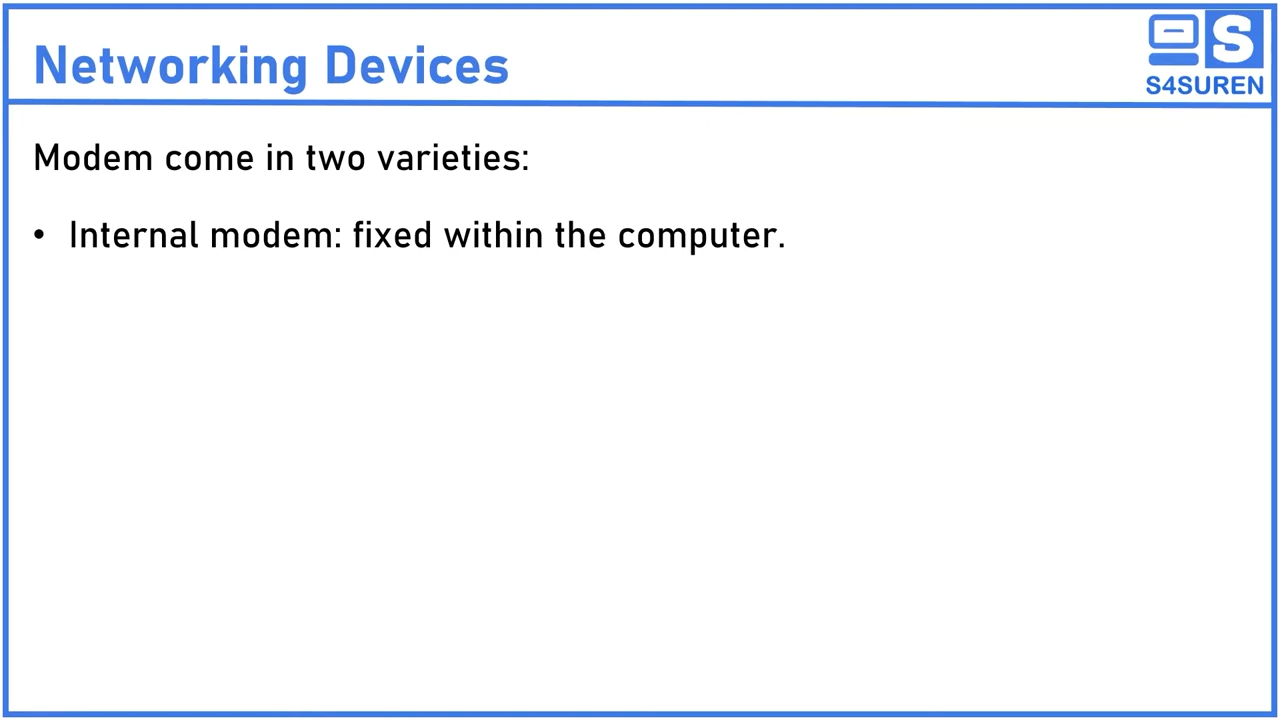 Networking Devices
S4SUREN
Modem come in two varieties:
• Internal modem: fixed within the computer.